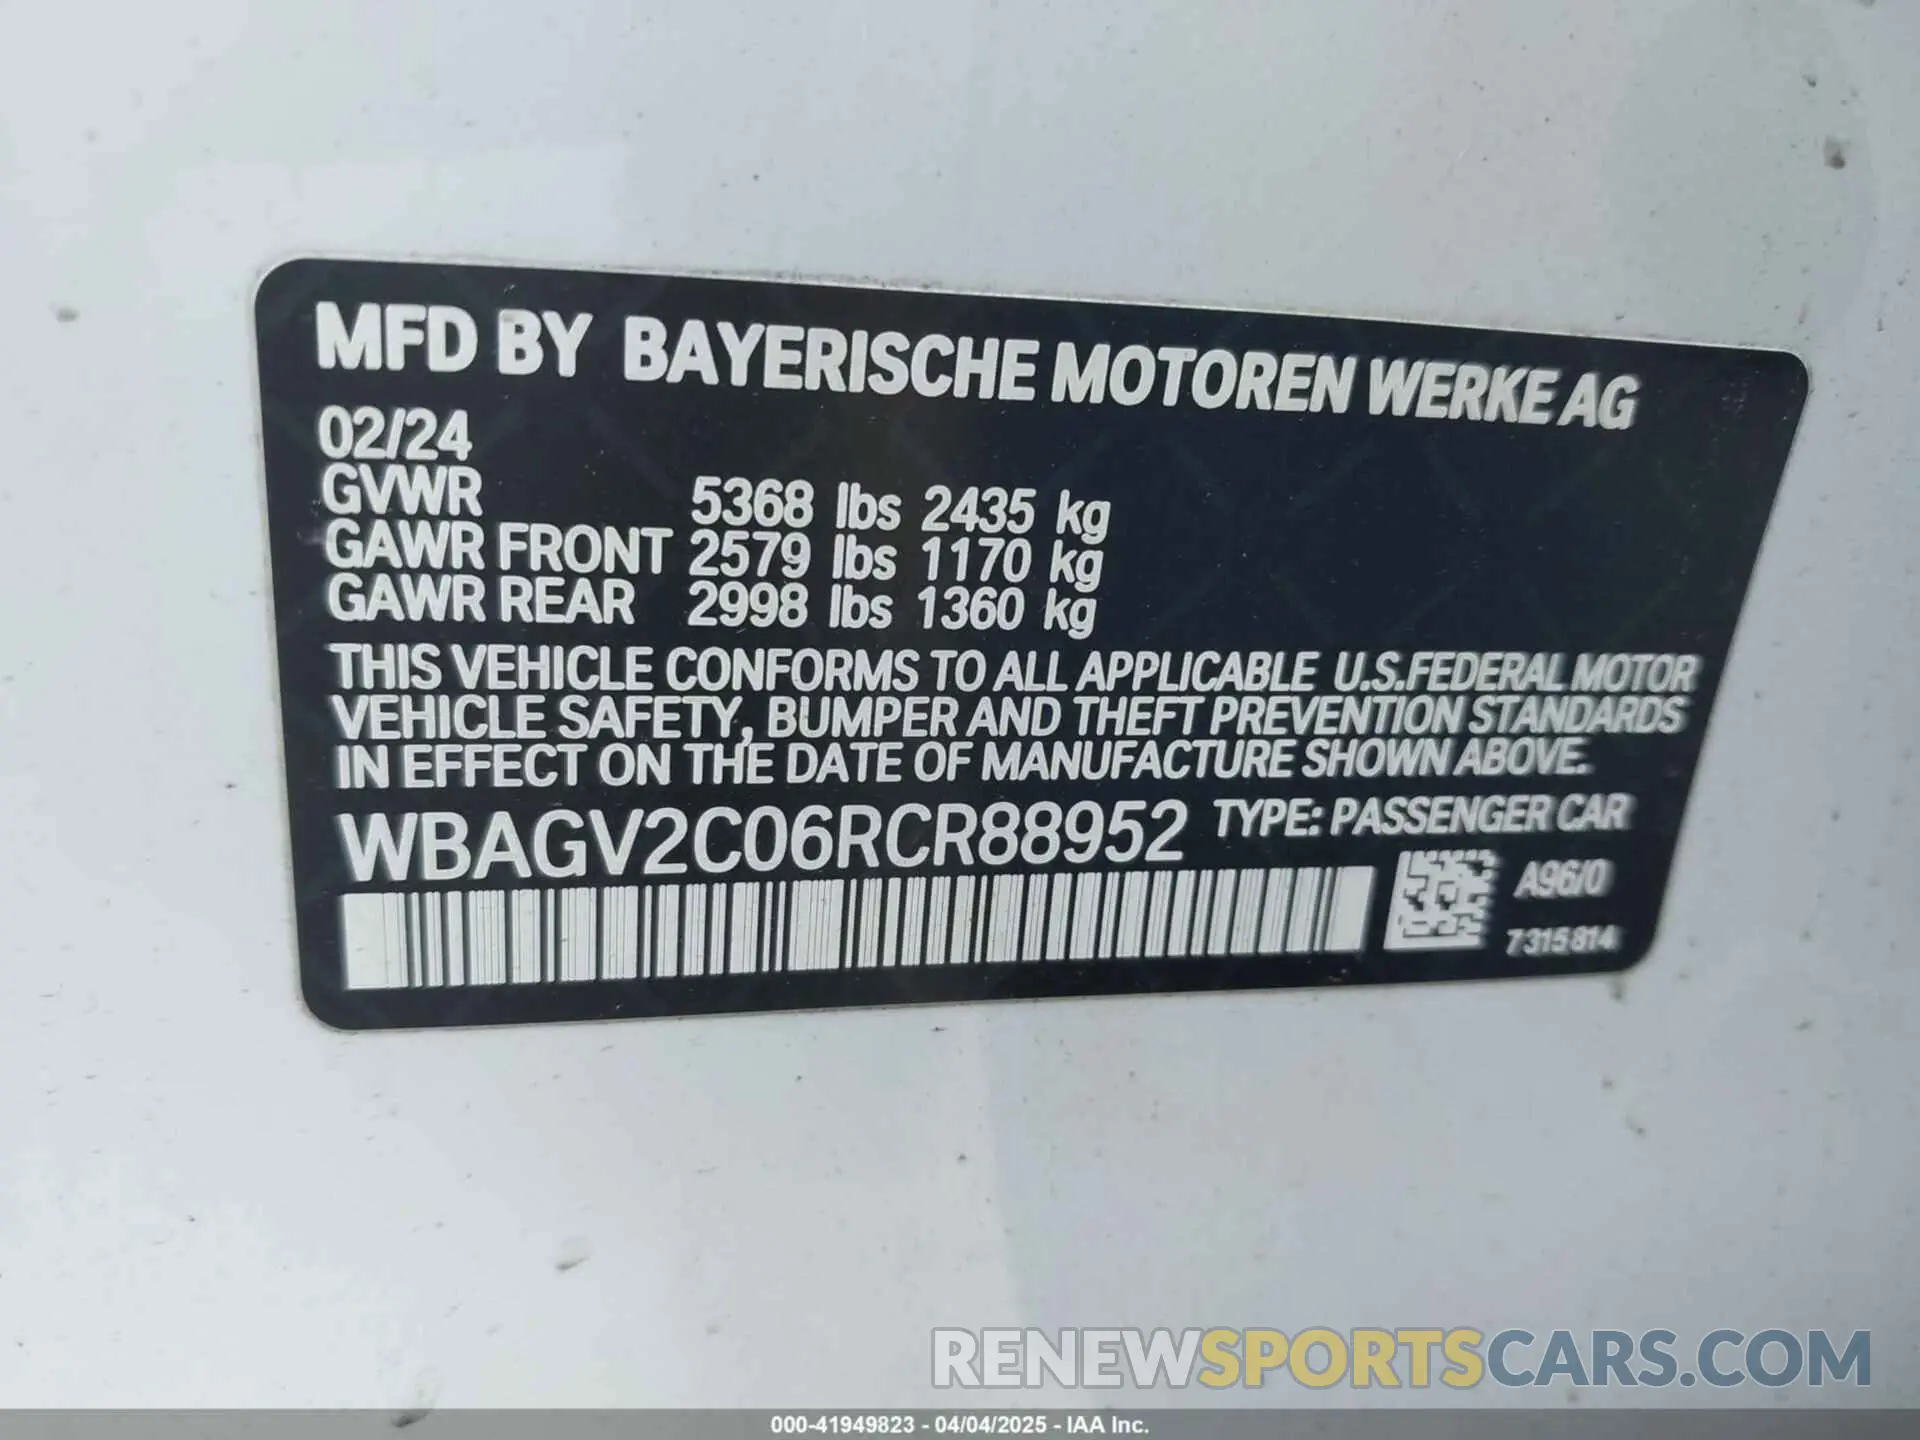 MFD BY BAYERISCHE MOTOREN WERKE AG
02/24
GVWR 5368 lbs 2435 kg
GAWR FRONT 2579 lbs 1170 kg
GAWR REAR 2998 lbs 1360 kg
THIS VEHICLE CONFORMS TO ALL APPLICABLE U.S.FEDERAL MOTOR
VEHICLE SAFETY, BUMPER AND THEFT PREVENTION STANDARDS
IN EFFECT ON THE DATE OF MANUFACTURE SHOWN ABOVE.
WBAGV2C06RCR88952 TYPE: PASSENGER CAR
A96/0
7315814
RENEWSPORTSCARS.COM
000-41949823 - 04/04/2025 - IAA Inc.